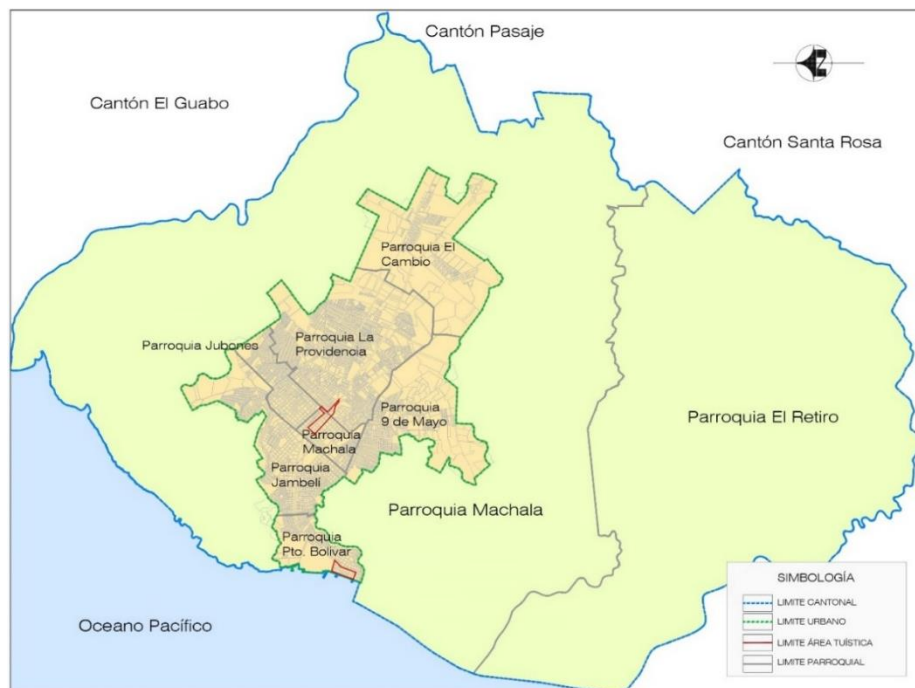 Cantón Pasaje
Cantón El Guabo
Cantón Santa Rosa
Parroquia El
Cambio
Parroquia Jubones
Parroquia La
Providencia
Parroquia
9 de Mayo
Parroquia El Retiro
Parroquia
Machala
Parroquia
Jambelí
Parroquia Machala
Parroquia
Pto. Bolivar
Oceano Pacífico
SIMBOLOGÍA
LIMITE CANTONAL
LIMITE URBANO
LIMITE ÁREA TUÍSTICA
LIMITE PARROQUIAL